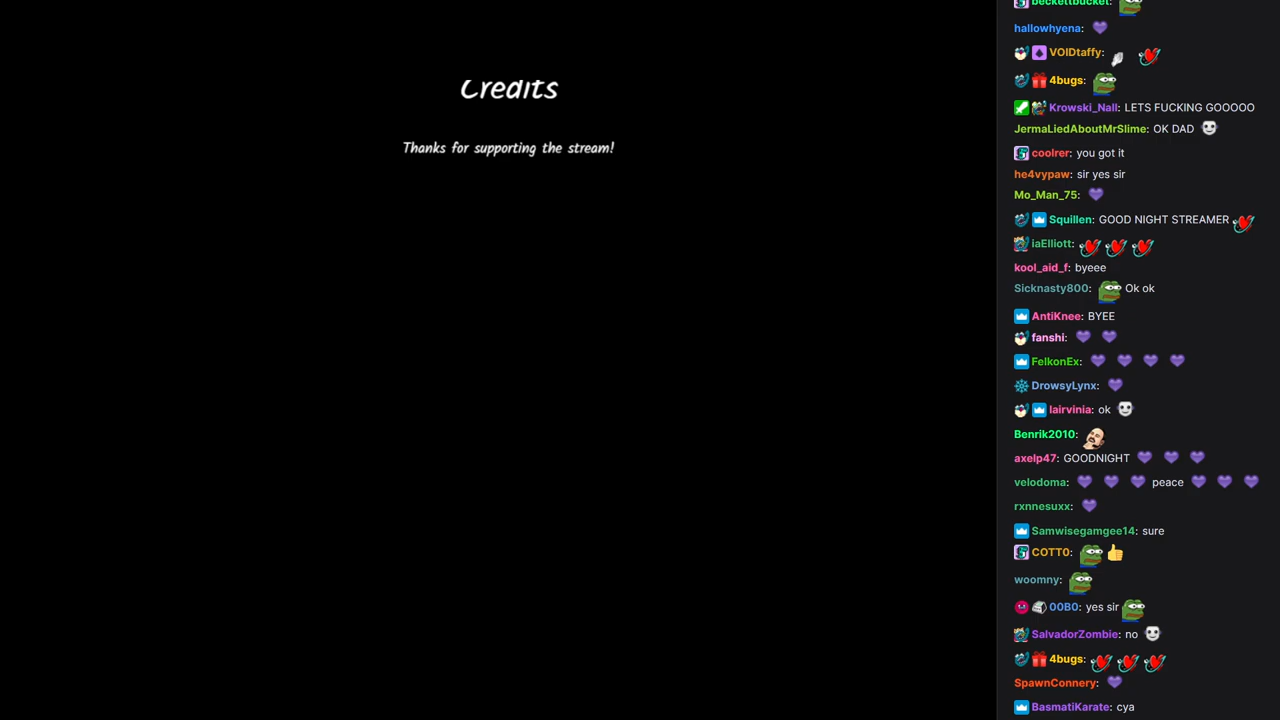 Credits
Thanks for supporting the stream!
beckettbucket:
hallowhyena:
VOIDtaffy:
4bugs:
Krowski_Nall: LETS FUCKING GOOOOO
JermaLiedAboutMrSlime: OK DAD
coolrer: you got it
he4vypaw: sir yes sir
Mo_Man_75:
Squillen: GOOD NIGHT STREAMER
iaElliott:
kool_aid_f: byeee
Sicknasty800: Ok ok
AntiKnee: BYEE
fanshi:
FelkonEx:
DrowsyLynx:
lairvinia: ok
Benrik2010:
axelp47: GOODNIGHT
velodoma: peace
rxnnesuxx:
Samwisegamgee14: sure
COTT0:
woomny:
00B0: yes sir
SalvadorZombie: no
4bugs:
SpawnConnery:
BasmatiKarate: cya